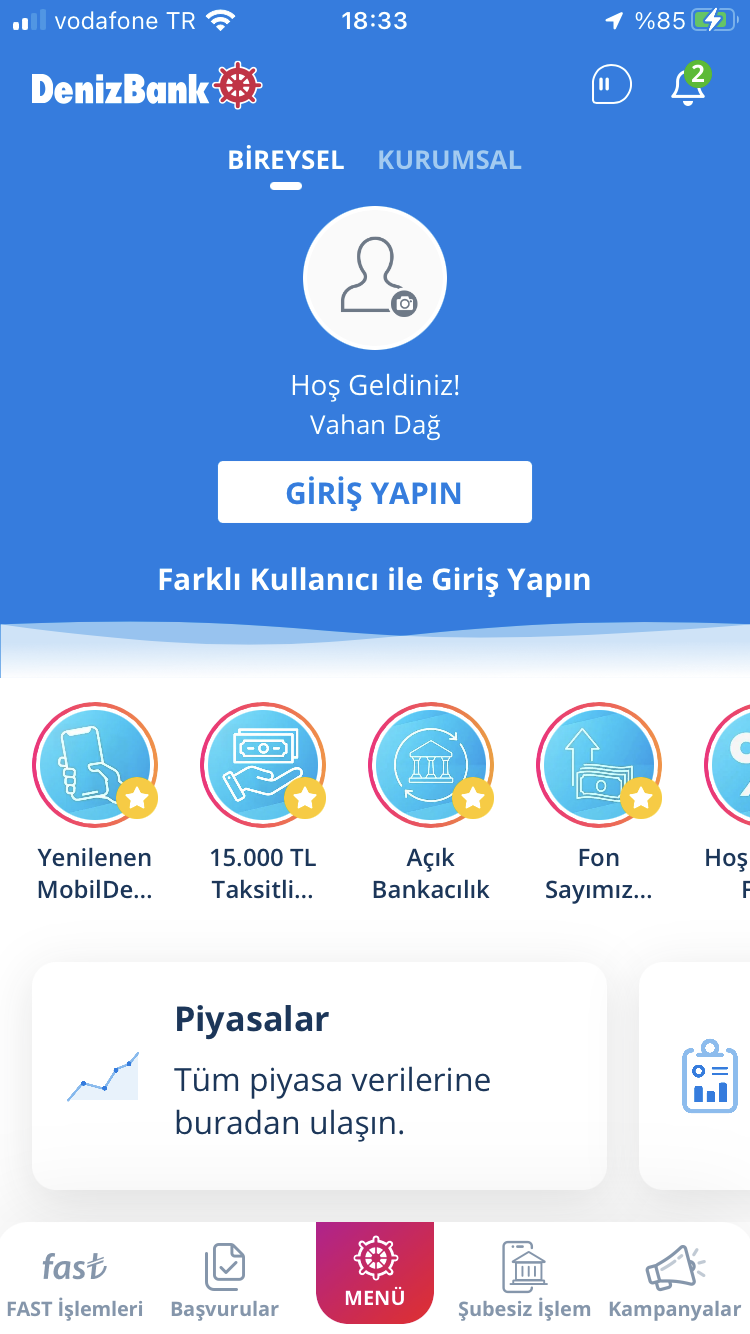 vodafone TR 18:33 %85
DenizBank 2
BİREYSEL KURUMSAL
Hoş Geldiniz!
Vahan Dağ
GİRİŞ YAPIN
Farklı Kullanıcı ile Giriş Yapın
Yenilenen
MobilDe...
15.000 TL
Taksitli...
Açık
Bankacılık
Fon
Sayımız...
Hoş
F
Piyasalar
Tüm piyasa verilerine
buradan ulaşın.
fast
FAST İşlemleri
Başvurular
MENÜ
Şubesiz İşlem
Kampanyalar